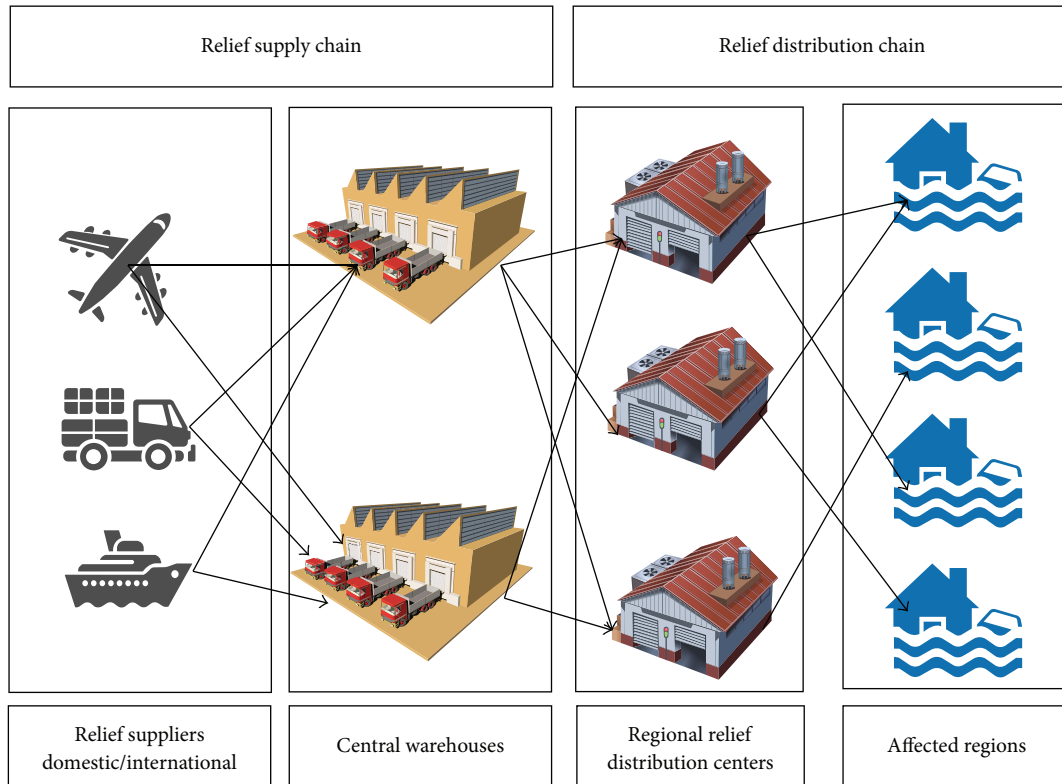 Relief supply chain
Relief distribution chain
Relief suppliers
domestic/international
Central warehouses
Regional relief
distribution centers
Affected regions